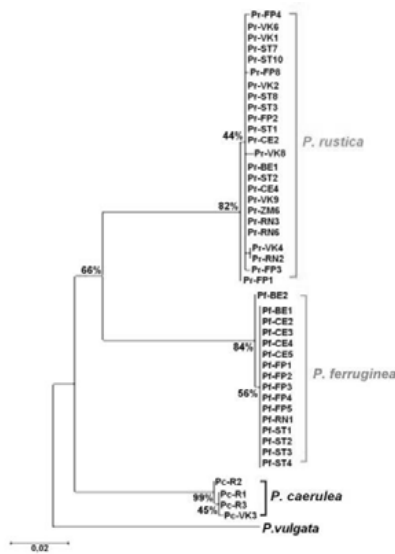 Pr-FP4
Pr-VK6
Pr-VK1
Pr-ST7
Pr-ST10
Pr-FP8
Pr-VK2
Pr-ST8
Pr-ST3
Pr-FP2
Pr-ST1
44%
Pr-CE2
P. rustica
Pr-VK8
Pr-BE1
Pr-ST2
Pr-CE4
Pr-VK9
82%
Pr-ZM6
Pr-RN3
Pr-RN6
Pr-VK4
Pr-RN2
66%
Pr-FP3
Pr-FP1
Pf-BE2
Pf-BE1
Pf-CE2
Pf-CE3
84%
Pf-CE4
Pf-CE5
Pf-FP1
Pf-FP2
P. ferruginea
56%
Pf-FP3
Pf-FP4
Pf-FP5
Pf-RN1
Pf-ST1
Pf-ST2
Pf-ST3
Pf-ST4
Pc-R2
99%
Pc-R1
P. caerulea
Pc-R3
45%
Pc-VK3
P.vulgata
0,02